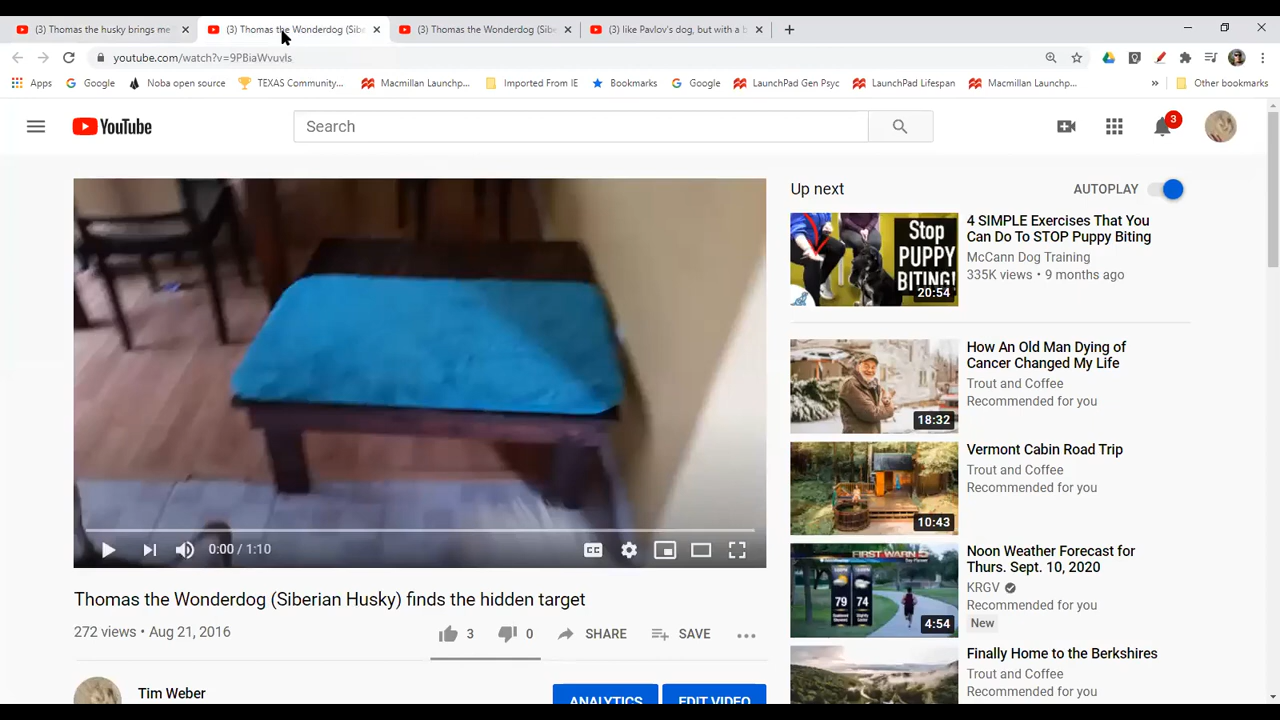 (3) Thomas the husky brings me
(3) Thomas the Wonderdog (Sibe
(3) Thomas the Wonderdog (Sibe
(3) like Pavlov's dog, but with a b
youtube.com/watch?v=9PBiaWvuvls
Apps
Google
Noba open source
TEXAS Community...
Macmillan Launchp...
Imported From IE
Bookmarks
Google
LaunchPad Gen Psyc
LaunchPad Lifespan
Macmillan Launchp...
»
Other bookmarks
YouTube
Search
3
Up next
AUTOPLAY
Stop
PUPPY
BITING!
20:54
4 SIMPLE Exercises That You
Can Do To STOP Puppy Biting
McCann Dog Training
335K views • 9 months ago
18:32
How An Old Man Dying of
Cancer Changed My Life
Trout and Coffee
Recommended for you
10:43
Vermont Cabin Road Trip
Trout and Coffee
Recommended for you
FIRST WARN 5
79 74
4:54
Noon Weather Forecast for
Thurs. Sept. 10, 2020
KRGV
Recommended for you
New
Finally Home to the Berkshires
Trout and Coffee
Recommended for you
0:00 / 1:10
CC
Thomas the Wonderdog (Siberian Husky) finds the hidden target
272 views • Aug 21, 2016
3
0
SHARE
SAVE
Tim Weber
ANALYTICS
EDIT VIDEO